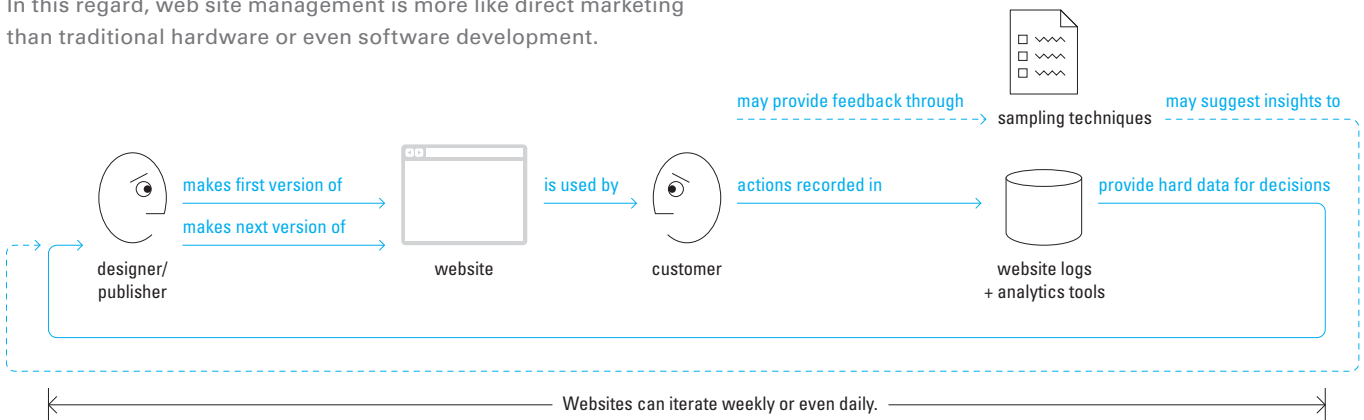 In this regard, web site management is more like direct marketing
than traditional hardware or even software development.
may provide feedback through
sampling techniques
may suggest insights to
makes first version of
makes next version of
is used by
actions recorded in
provide hard data for decisions
designer/
publisher
website
customer
website logs
+ analytics tools
Websites can iterate weekly or even daily.